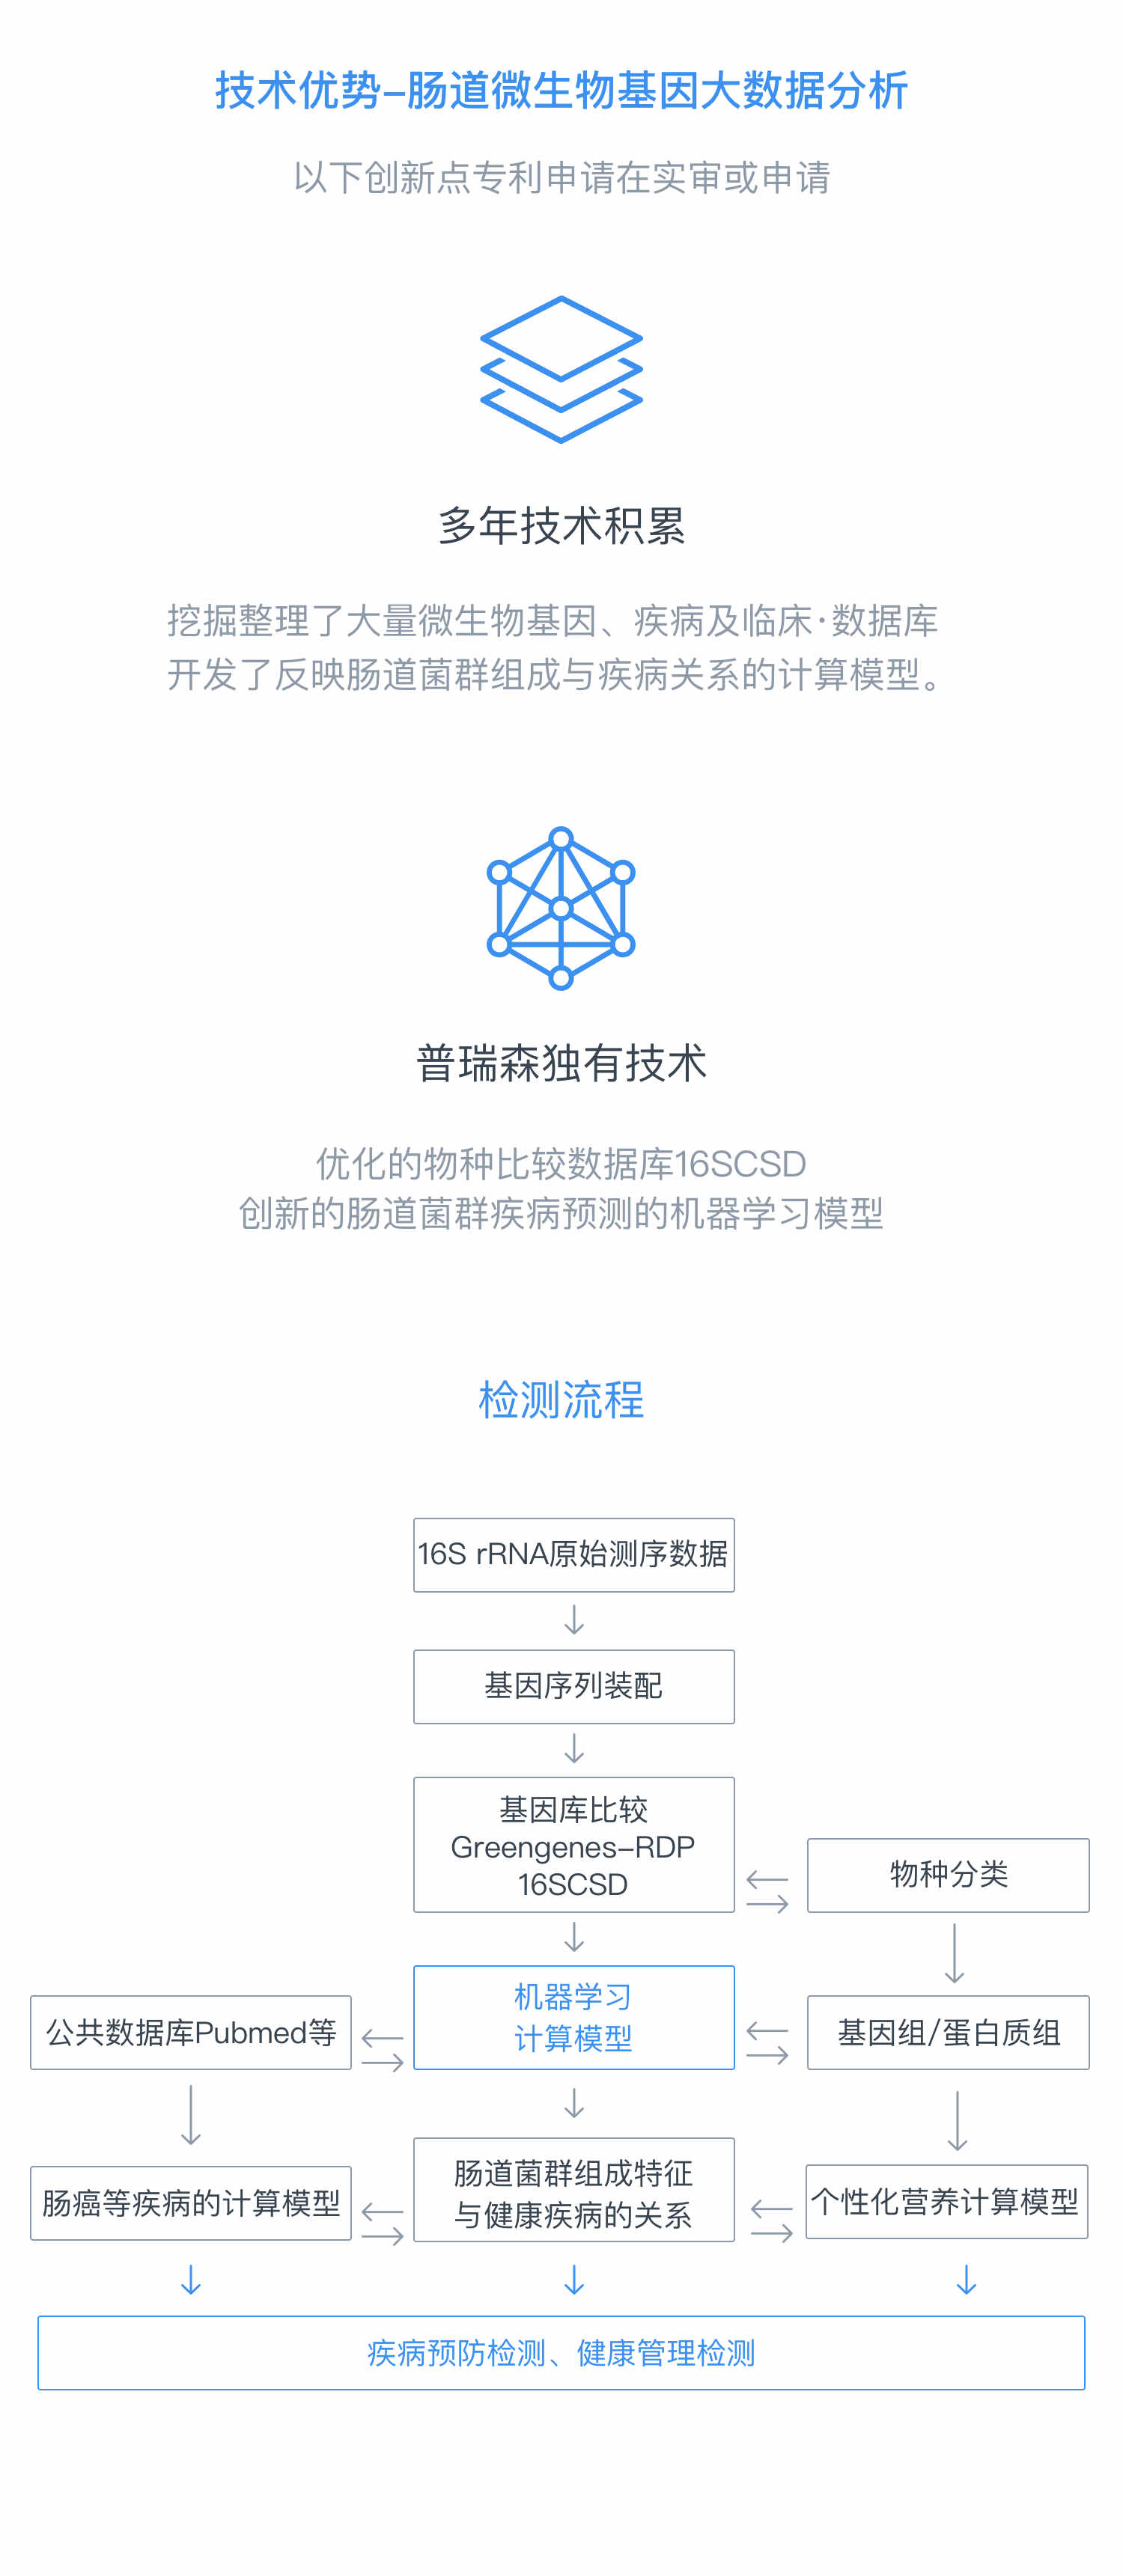 技术优势-肠道微生物基因大数据分析
以下创新点专利申请在实审或申请
多年技术积累
挖掘整理了大量微生物基因、疾病及临床·数据库
开发了反映肠道菌群组成与疾病关系的计算模型。
普瑞森独有技术
优化的物种比较数据库16SCSD
创新的肠道菌群疾病预测的机器学习模型
检测流程
16S rRNA原始测序数据
基因序列装配
基因库比较
Greengenes-RDP
16SCSD
物种分类
机器学习
计算模型
公共数据库Pubmed等
基因组/蛋白质组
肠道菌群组成特征
与健康疾病的关系
肠癌等疾病的计算模型
个性化营养计算模型
疾病预防检测、健康管理检测